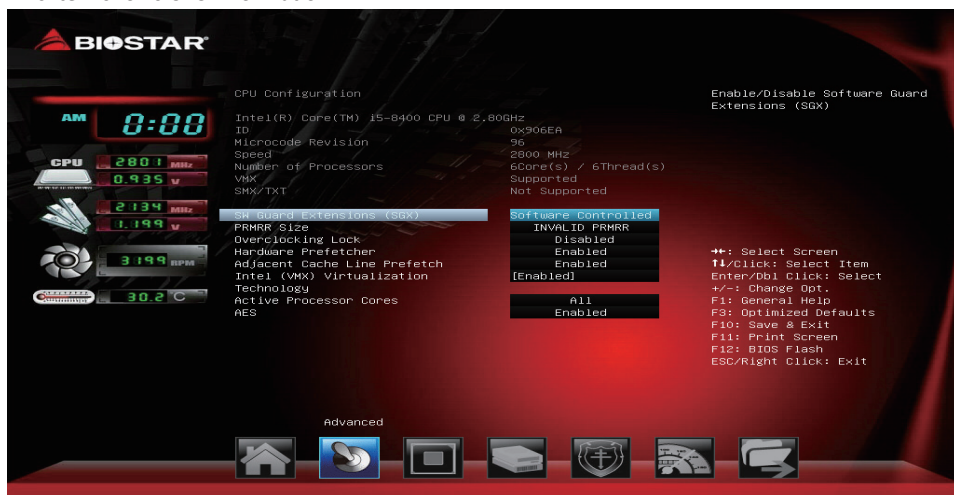 BIOSTAR
CPU Configuration
Enable/Disable Software Guard
Extensions (SGX)
AM 0:00
Intel(R) Core(TM) i5-8400 CPU @ 2.80GHz
ID 0x906EA
Microcode Revision 96
Speed 2800 MHz
Number of Processors 6Core(s) / 6Thread(s)
VMX Supported
SMX/TXT Not Supported
CPU 2801 MHz
0.935 V
2134 MHz
1.199 V
3199 RPM
30.2 C
SW Guard Extensions (SGX) Software Controlled
PRMRR Size INVALID PRMRR
Overclocking Lock Disabled
Hardware Prefetcher Enabled
Adjacent Cache Line Prefetch Enabled
Intel (VMX) Virtualization [Enabled]
Technology
Active Processor Cores All
AES Enabled
→←: Select Screen
↑↓/Click: Select Item
Enter/Dbl Click: Select
+/-: Change Opt.
F1: General Help
F3: Optimized Defaults
F10: Save & Exit
F11: Print Screen
F12: BIOS Flash
ESC/Right Click: Exit
Advanced